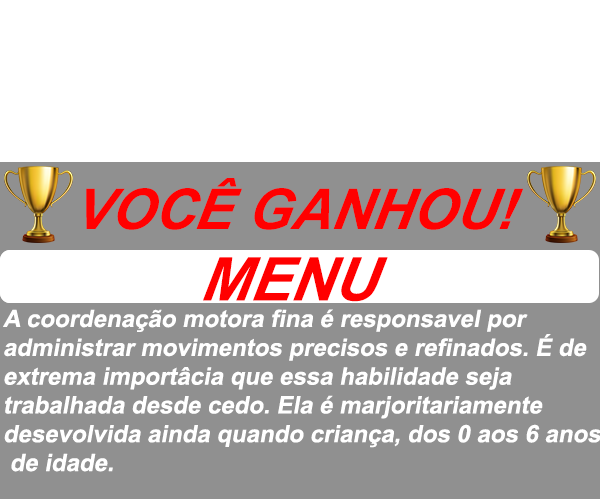 VOCÊ GANHOU!
MENU
A coordenação motora fina é responsavel por
administrar movimentos precisos e refinados. É de
extrema importâcia que essa habilidade seja
trabalhada desde cedo. Ela é marjoritariamente
desevolvida ainda quando criança, dos 0 aos 6 anos
de idade.